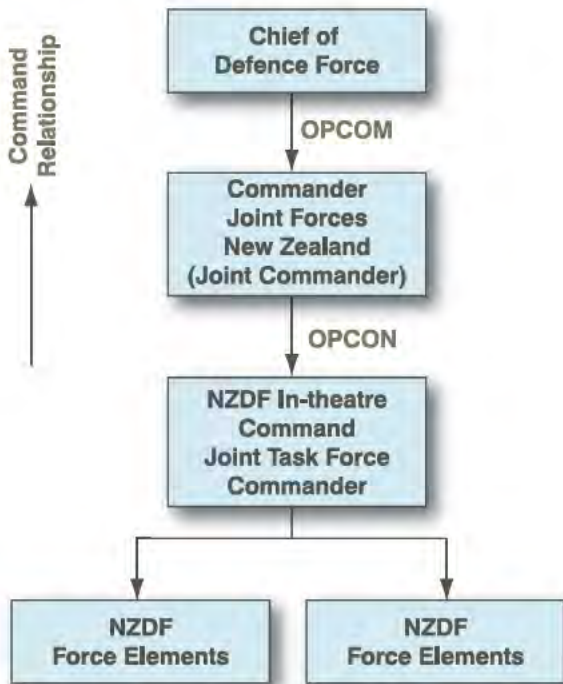 Chief of
Defence Force
Command
Relationship
OPCOM
Commander
Joint Forces
New Zealand
(Joint Commander)
OPCON
NZDF In-theatre
Command
Joint Task Force
Commander
NZDF
Force Elements
NZDF
Force Elements